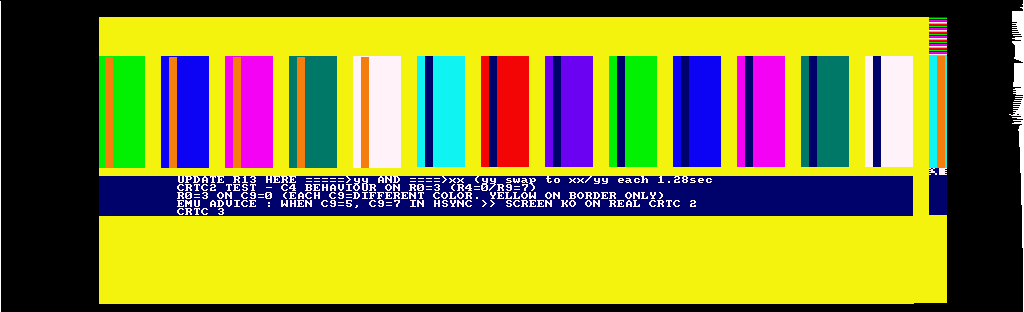 UPDATE R13 HERE =====>yy AND ====>xx (yy swap to xx/yy each 1.28sec
CRTC2 TEST - C4 BEHAVIOUR ON R0=3 (R4=0/R9=7)
R0=3 ON C9=0 (EACH C9=DIFFERENT COLOR. YELLOW ON BORDER ONLY)
EMU ADVICE : WHEN C9=5, C9=7 IN HSYNC >> SCREEN KO ON REAL CRTC 2
CRTC 3